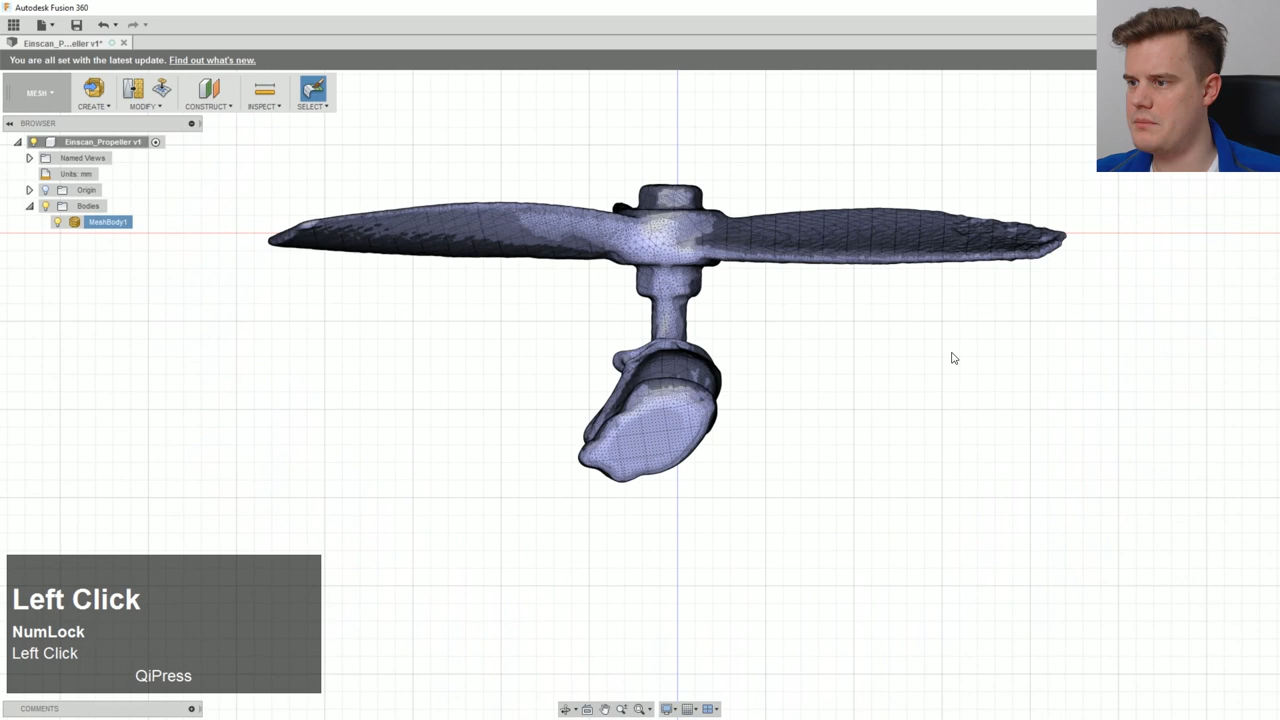 Autodesk Fusion 360
Einscan_P...eller v1*
You are all set with the latest update. Find out what's new.
MESH
CREATE
MODIFY
CONSTRUCT
INSPECT
SELECT
BROWSER
Einscan_Propeller v1
Named Views
Units: mm
Origin
Bodies
MeshBody1
Left Click
NumLock
Left Click
QiPress
COMMENTS